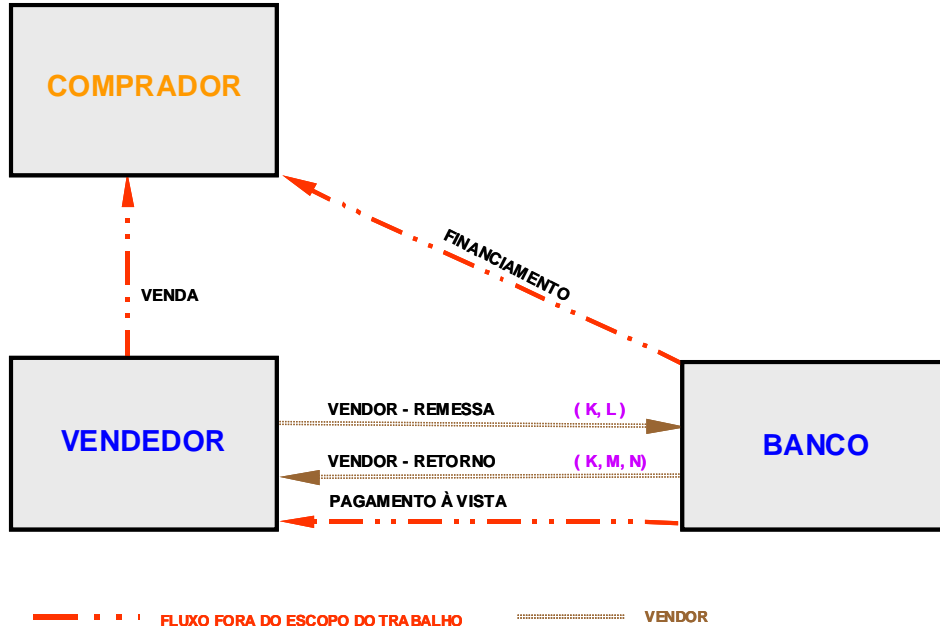 COMPRADOR
FINANCIAMENTO
VENDA
VENDEDOR
VENDOR - REMESSA ( K, L )
VENDOR - RETORNO ( K, M, N)
PAGAMENTO À VISTA
BANCO
FLUXO FORA DO ESCOPO DO TRABALHO
VENDOR